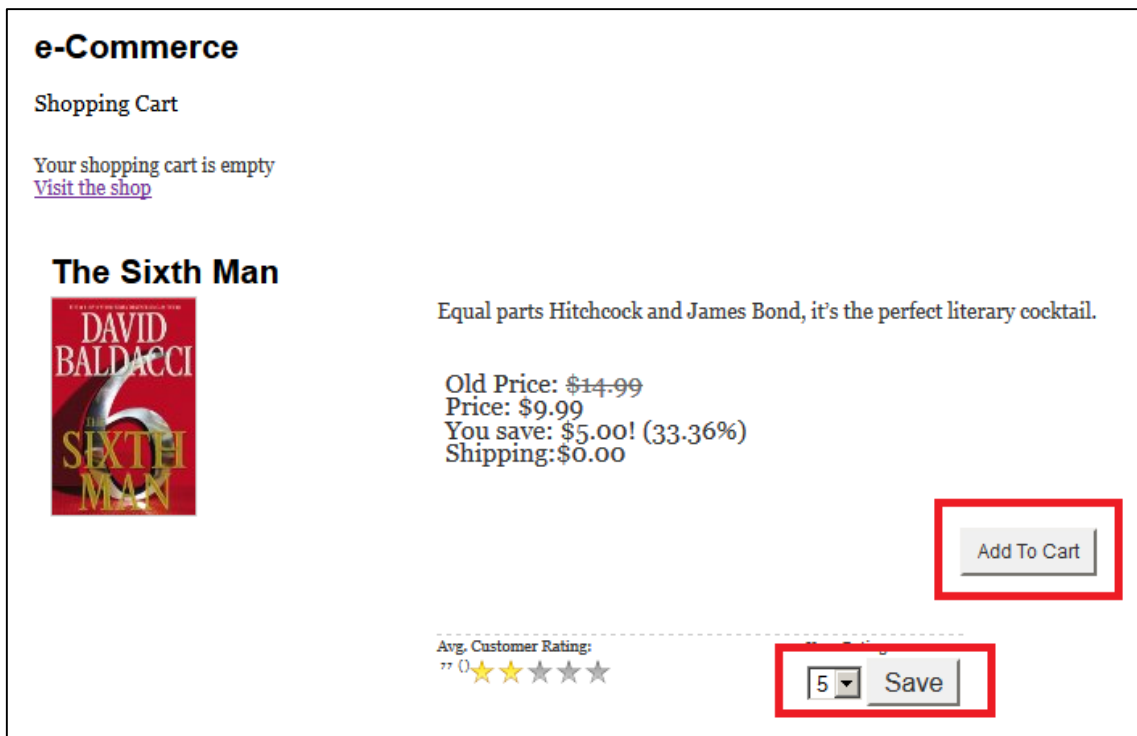 e-Commerce
Shopping Cart
Your shopping cart is empty
Visit the shop
The Sixth Man
DAVID
BALDACCI
6
THE
SIXTH
MAN
Equal parts Hitchcock and James Bond, it’s the perfect literary cocktail.
Old Price: $14.99
Price: $9.99
You save: $5.00! (33.36%)
Shipping:$0.00
Add To Cart
Avg. Customer Rating:
”” ()
5
Save